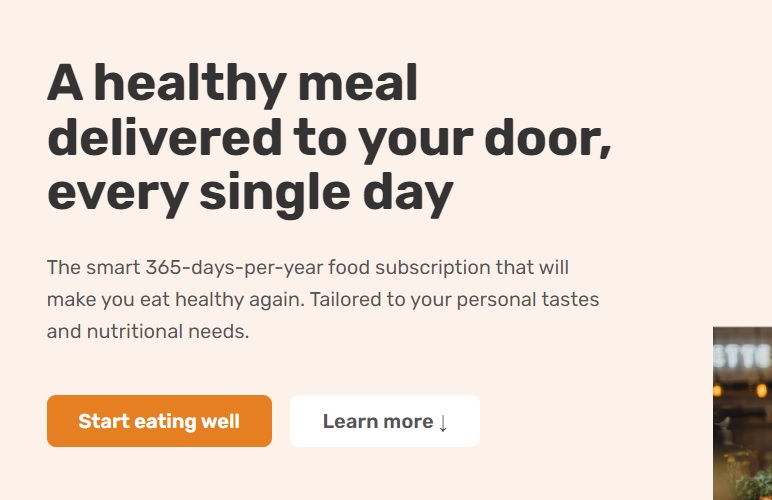 A healthy meal
delivered to your door,
every single day
The smart 365-days-per-year food subscription that will
make you eat healthy again. Tailored to your personal tastes
and nutritional needs.
Start eating well
Learn more ↓